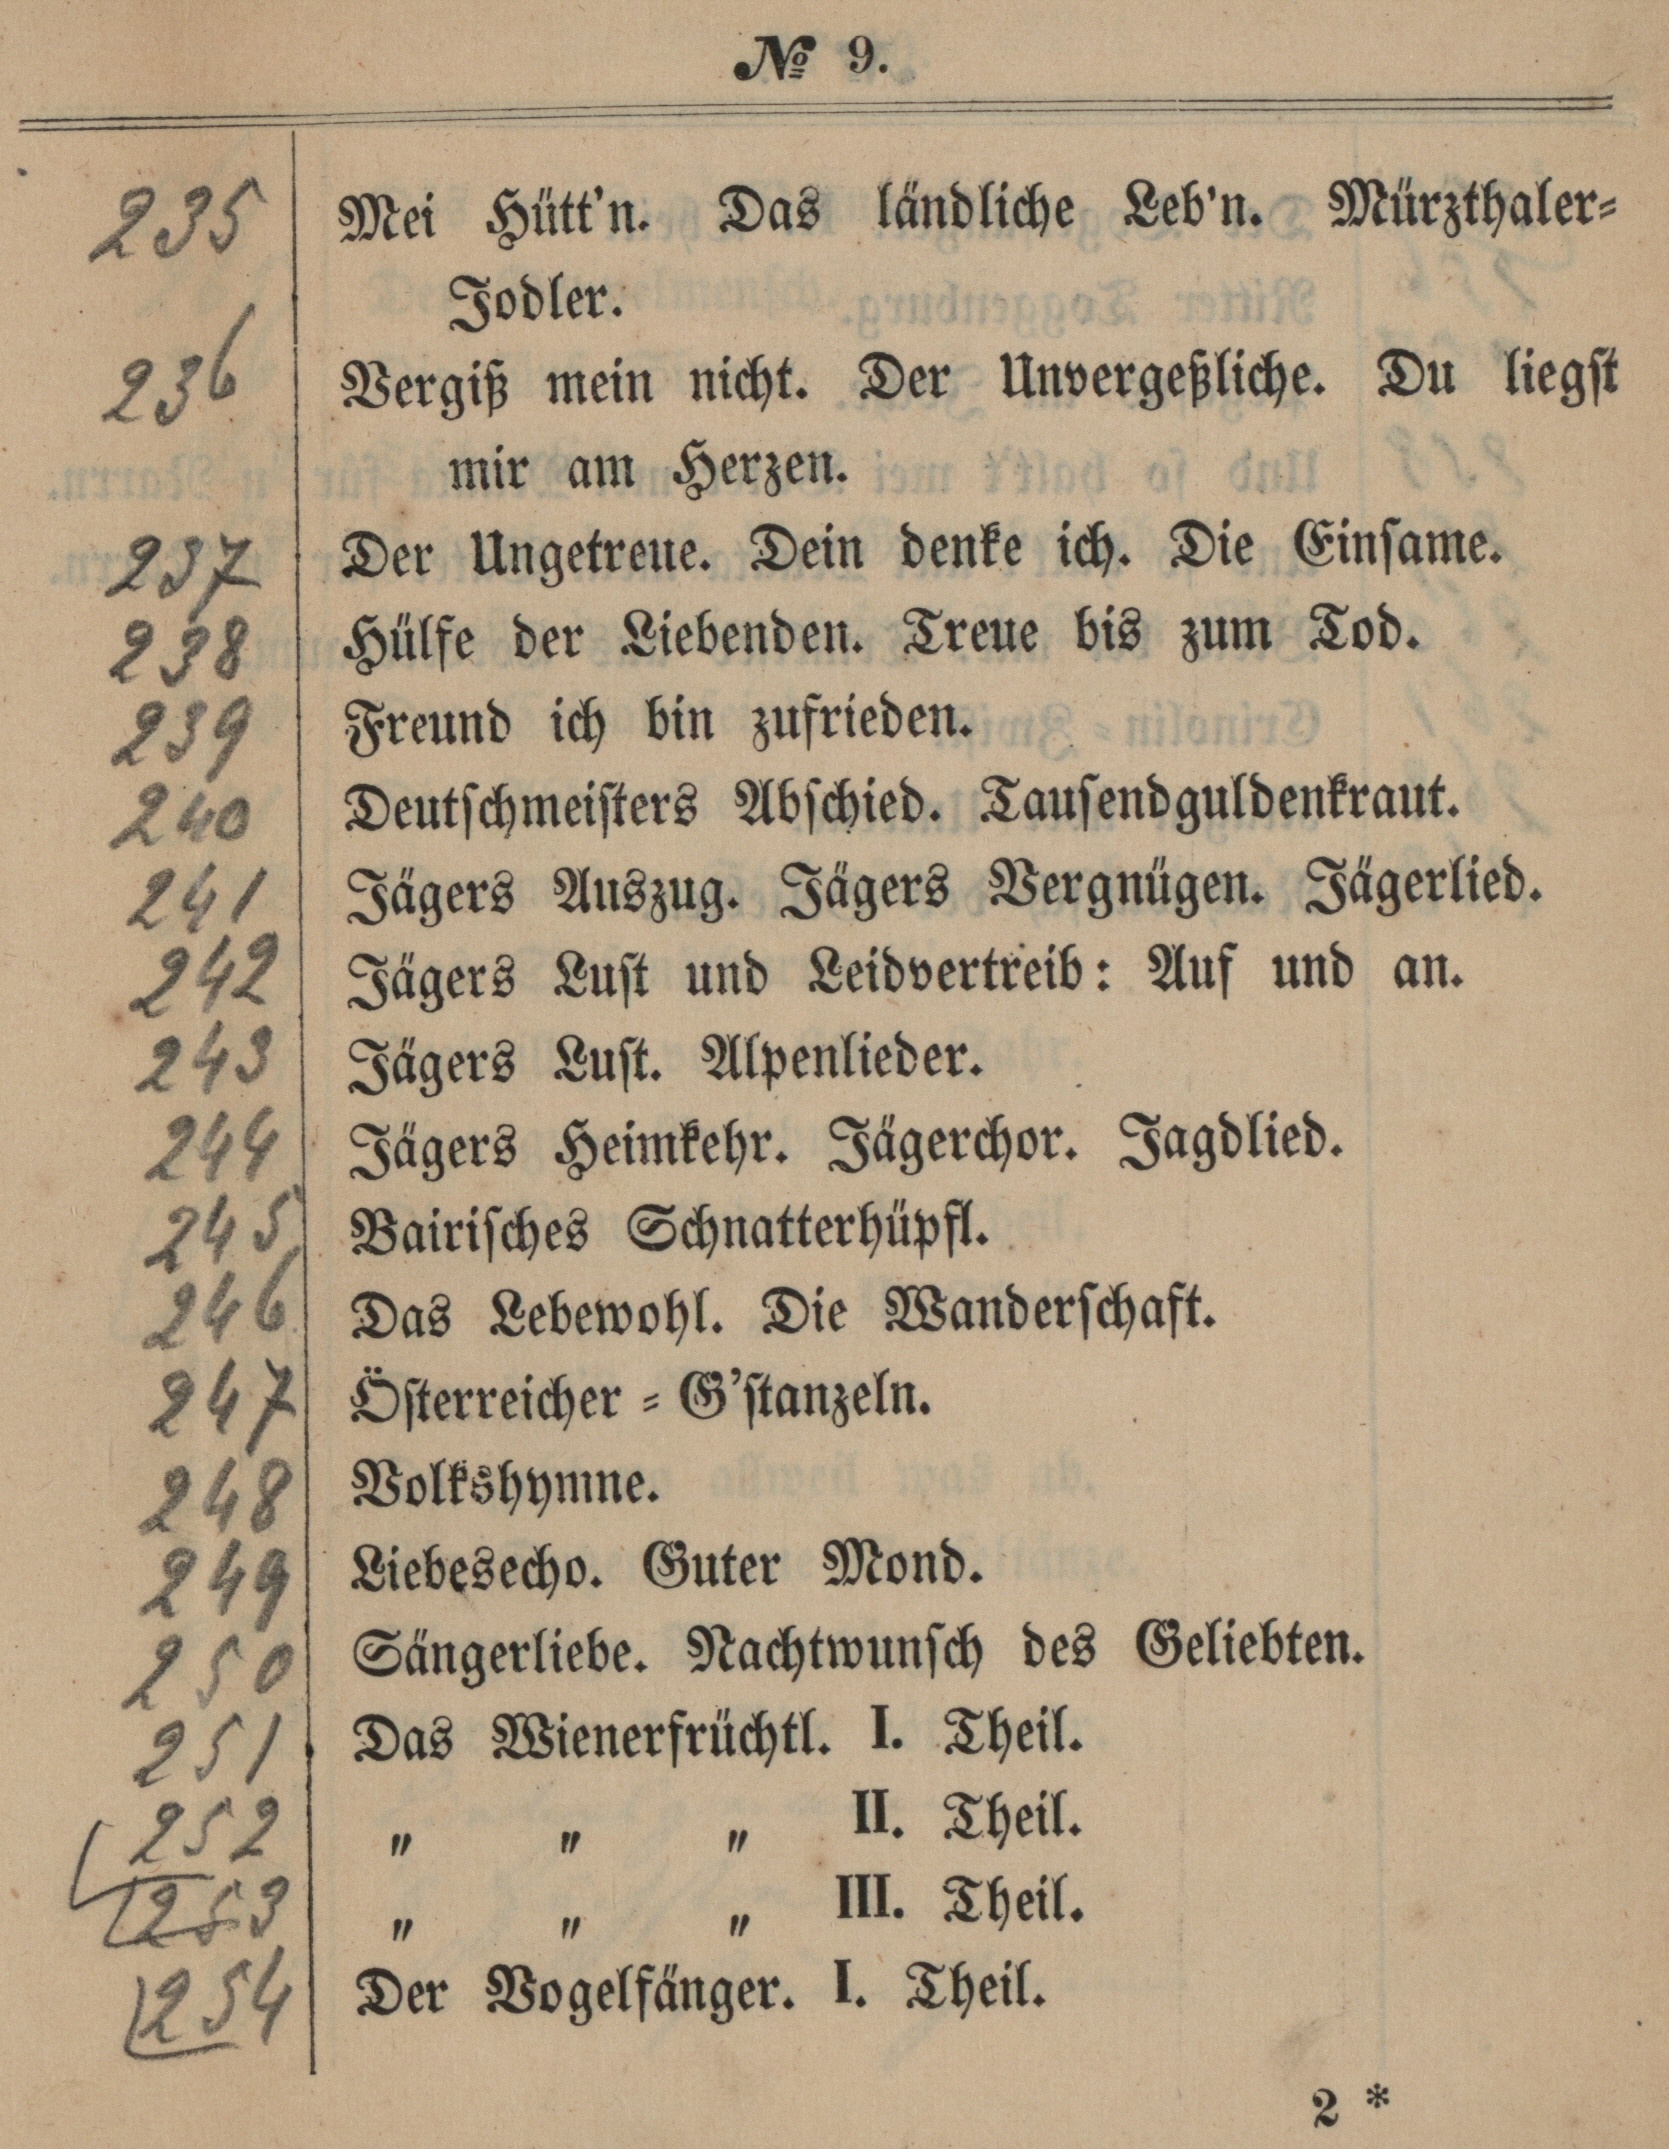 № 9.
235 Mei Hütt'n. Das ländliche Leb'n. Mürzthaler-
Jodler.
236 Vergiß mein nicht. Der Unvergeßliche. Du liegst
mir am Herzen.
237 Der Ungetreue. Dein denke ich. Die Einsame.
238 Hülfe der Liebenden. Treue bis zum Tod.
239 Freund ich bin zufrieden.
240 Deutschmeisters Abschied. Tausendguldenkraut.
241 Jägers Auszug. Jägers Vergnügen. Jägerlied.
242 Jägers Lust und Leidvertreib: Auf und an.
243 Jägers Lust. Alpenlieder.
244 Jägers Heimkehr. Jägerchor. Jagdlied.
245 Bairisches Schnatterhüpfl.
246 Das Lebewohl. Die Wanderschaft.
247 Österreicher-G'stanzeln.
248 Volkshymne.
249 Liebesecho. Guter Mond.
250 Sängerliebe. Nachtwunsch des Geliebten.
251 Das Wienerfrüchtl. I. Theil.
252 " " " II. Theil.
253 " " " III. Theil.
254 Der Vogelfänger. I. Theil.
2 *